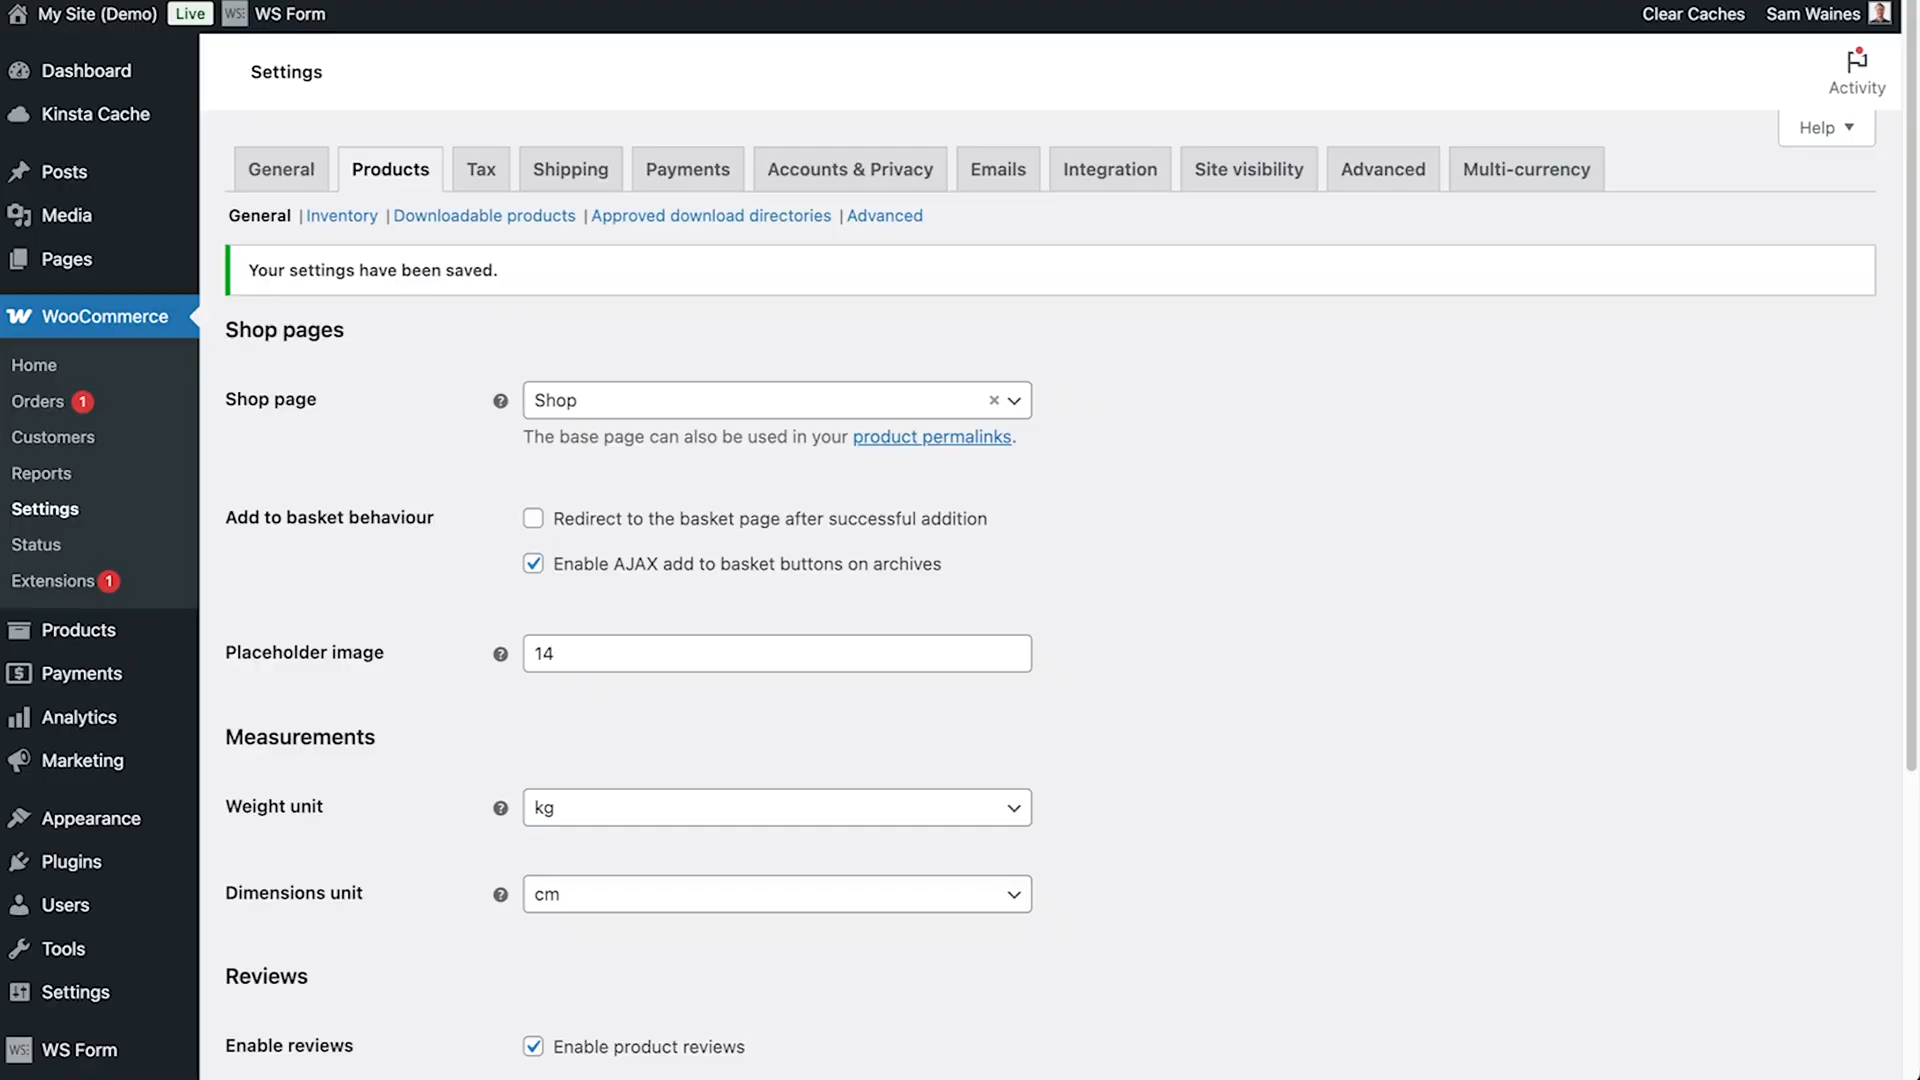 My Site (Demo) Live WS Form Clear Caches Sam Waines
Dashboard
Kinsta Cache
Posts
Media
Pages
WooCommerce
Home
Orders 1
Customers
Reports
Settings
Status
Extensions 1
Products
Payments
Analytics
Marketing
Appearance
Plugins
Users
Tools
Settings
WS Form
Settings
Activity
Help
General Products Tax Shipping Payments Accounts & Privacy Emails Integration Site visibility Advanced Multi-currency
General | Inventory | Downloadable products | Approved download directories | Advanced
Your settings have been saved.
Shop pages
Shop page Shop
The base page can also be used in your product permalinks.
Add to basket behaviour Redirect to the basket page after successful addition
Enable AJAX add to basket buttons on archives
Placeholder image 14
Measurements
Weight unit kg
Dimensions unit cm
Reviews
Enable reviews Enable product reviews